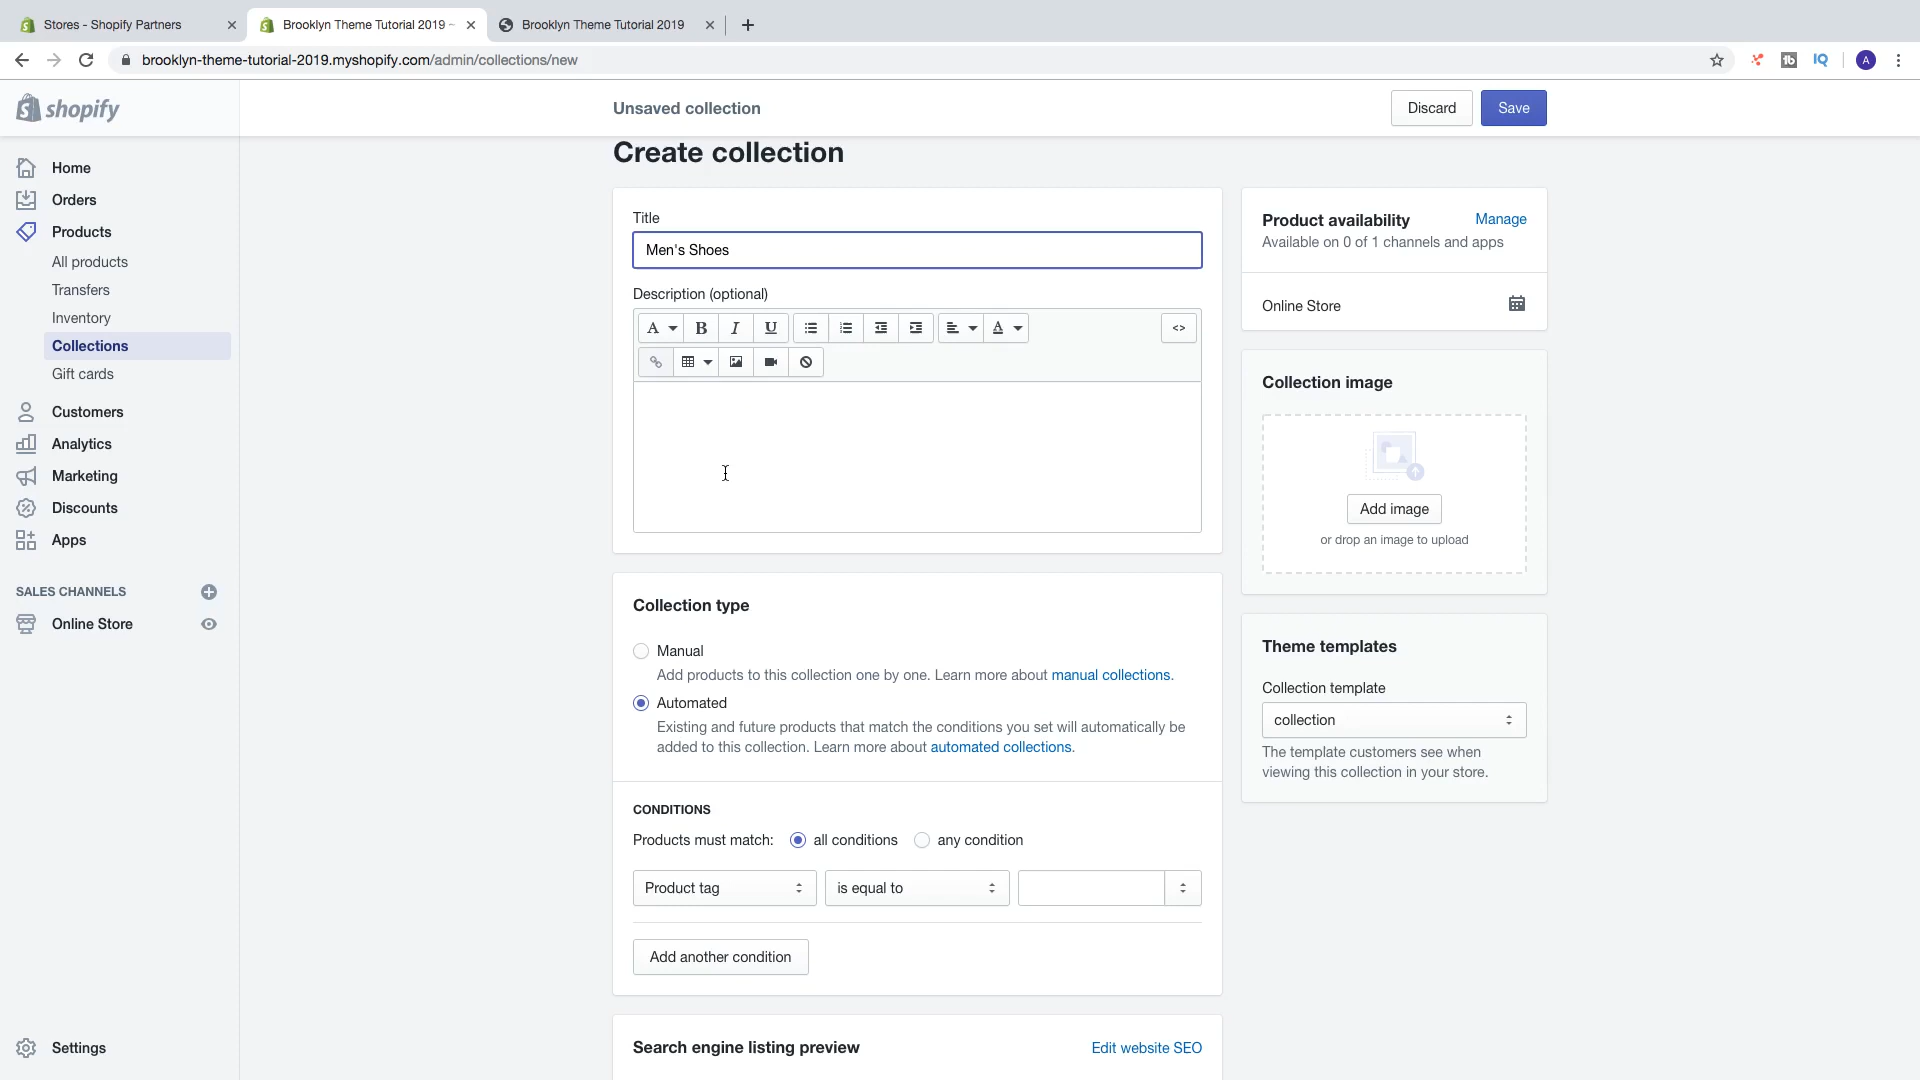 Stores - Shopify Partners
Brooklyn Theme Tutorial 2019 ~
Brooklyn Theme Tutorial 2019
brooklyn-theme-tutorial-2019.myshopify.com/admin/collections/new
tb
IQ
A
shopify
Unsaved collection
Discard
Save
Home
Orders
Products
All products
Transfers
Inventory
Collections
Gift cards
Customers
Analytics
Marketing
Discounts
Apps
SALES CHANNELS
Online Store
Settings
Create collection
Title
Men's Shoes
Description (optional)
A B I U A <>
Collection type
Manual
Add products to this collection one by one. Learn more about manual collections.
Automated
Existing and future products that match the conditions you set will automatically be
added to this collection. Learn more about automated collections.
CONDITIONS
Products must match: all conditions any condition
Product tag is equal to
Add another condition
Search engine listing preview
Edit website SEO
Product availability
Manage
Available on 0 of 1 channels and apps
Online Store
Collection image
Add image
or drop an image to upload
Theme templates
Collection template
collection
The template customers see when
viewing this collection in your store.